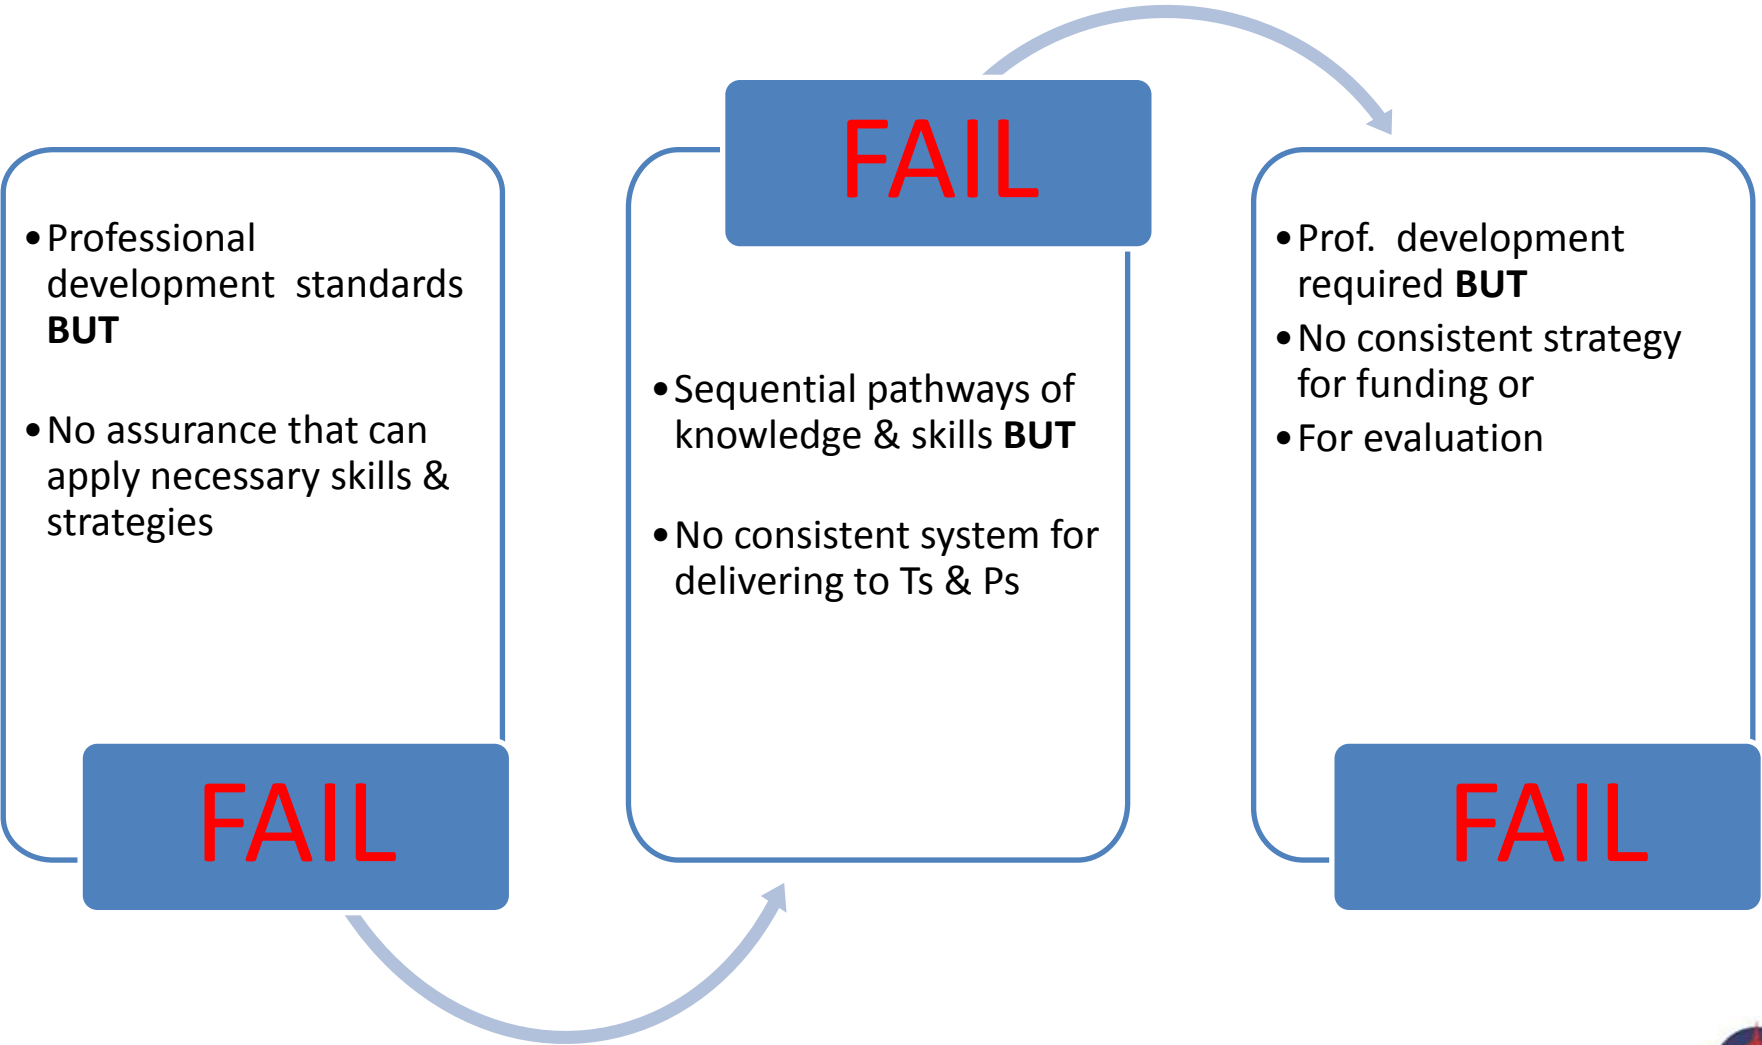 •Professional
development standards
BUT
•No assurance that can
apply necessary skills &
strategies
FAIL
FAIL
•Sequential pathways of
knowledge & skills BUT
•No consistent system for
delivering to Ts & Ps
•Prof. development
required BUT
•No consistent strategy
for funding or
•For evaluation
FAIL